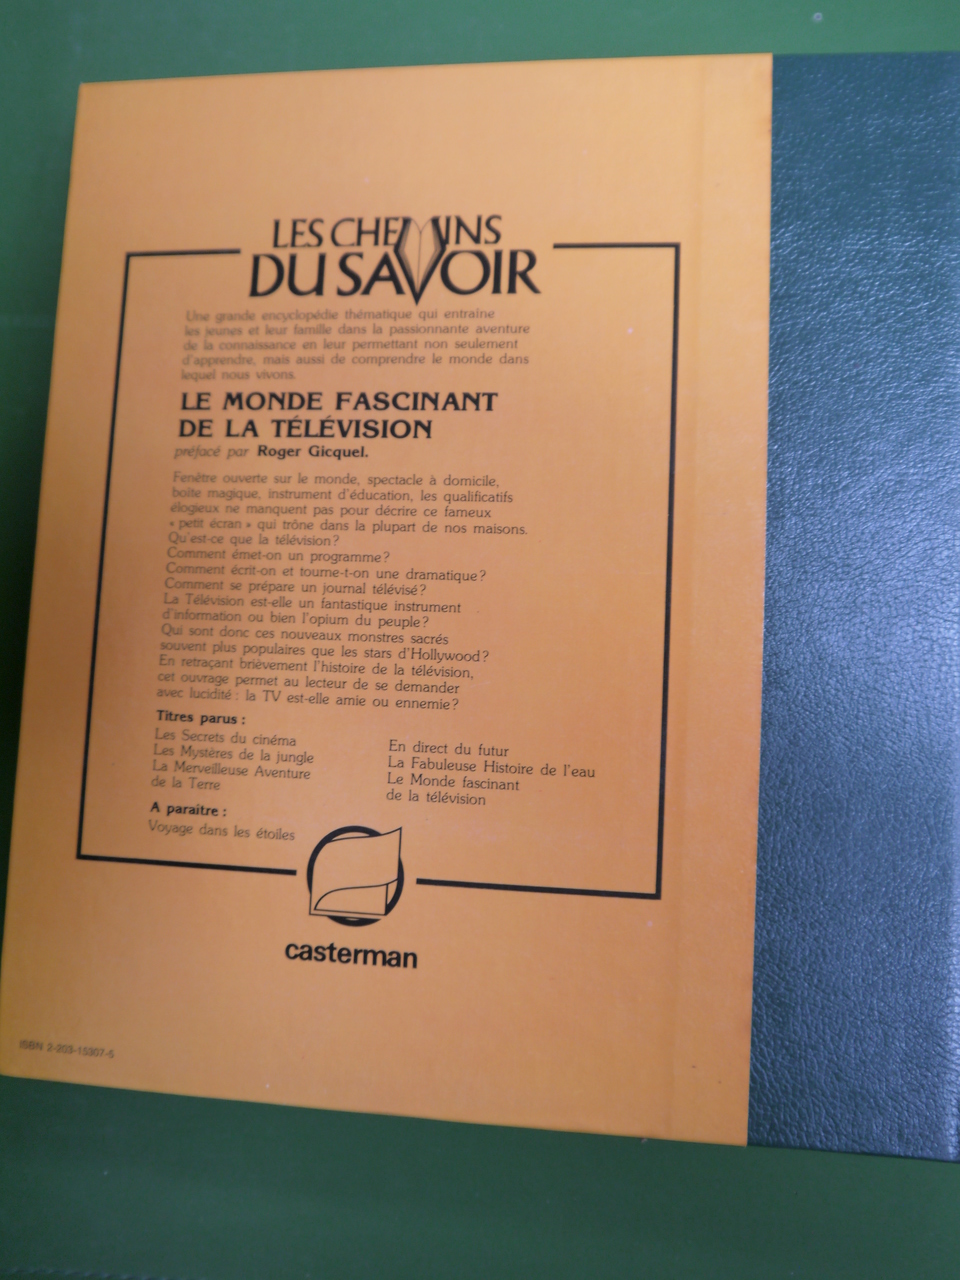 LES CHEMINS
DU SAVOIR
Une grande encyclopédie thématique qui entraîne
les jeunes et leur famille dans la passionnante aventure
de la connaissance en leur permettant non seulement
d'apprendre, mais aussi de comprendre le monde dans
lequel nous vivons.
LE MONDE FASCINANT
DE LA TÉLÉVISION
préfacé par Roger Gicquel.
Fenêtre ouverte sur le monde, spectacle à domicile,
boîte magique, instrument d'éducation, les qualificatifs
élogieux ne manquent pas pour décrire ce fameux
« petit écran » qui trône dans la plupart de nos maisons.
Qu'est-ce que la télévision ?
Comment émet-on un programme ?
Comment écrit-on et tourne-t-on une dramatique ?
Comment se prépare un journal télévisé ?
La Télévision est-elle un fantastique instrument
d'information ou bien l'opium du peuple ?
Qui sont donc ces nouveaux monstres sacrés
souvent plus populaires que les stars d'Hollywood ?
En retraçant brièvement l'histoire de la télévision,
cet ouvrage permet au lecteur de se demander
avec lucidité : la TV est-elle amie ou ennemie ?
Titres parus :
Les Secrets du cinéma
Les Mystères de la jungle
La Merveilleuse Aventure
de la Terre
En direct du futur
La Fabuleuse Histoire de l'eau
Le Monde fascinant
de la télévision
A paraitre :
Voyage dans les étoiles
casterman
ISBN 2-203-15307-5